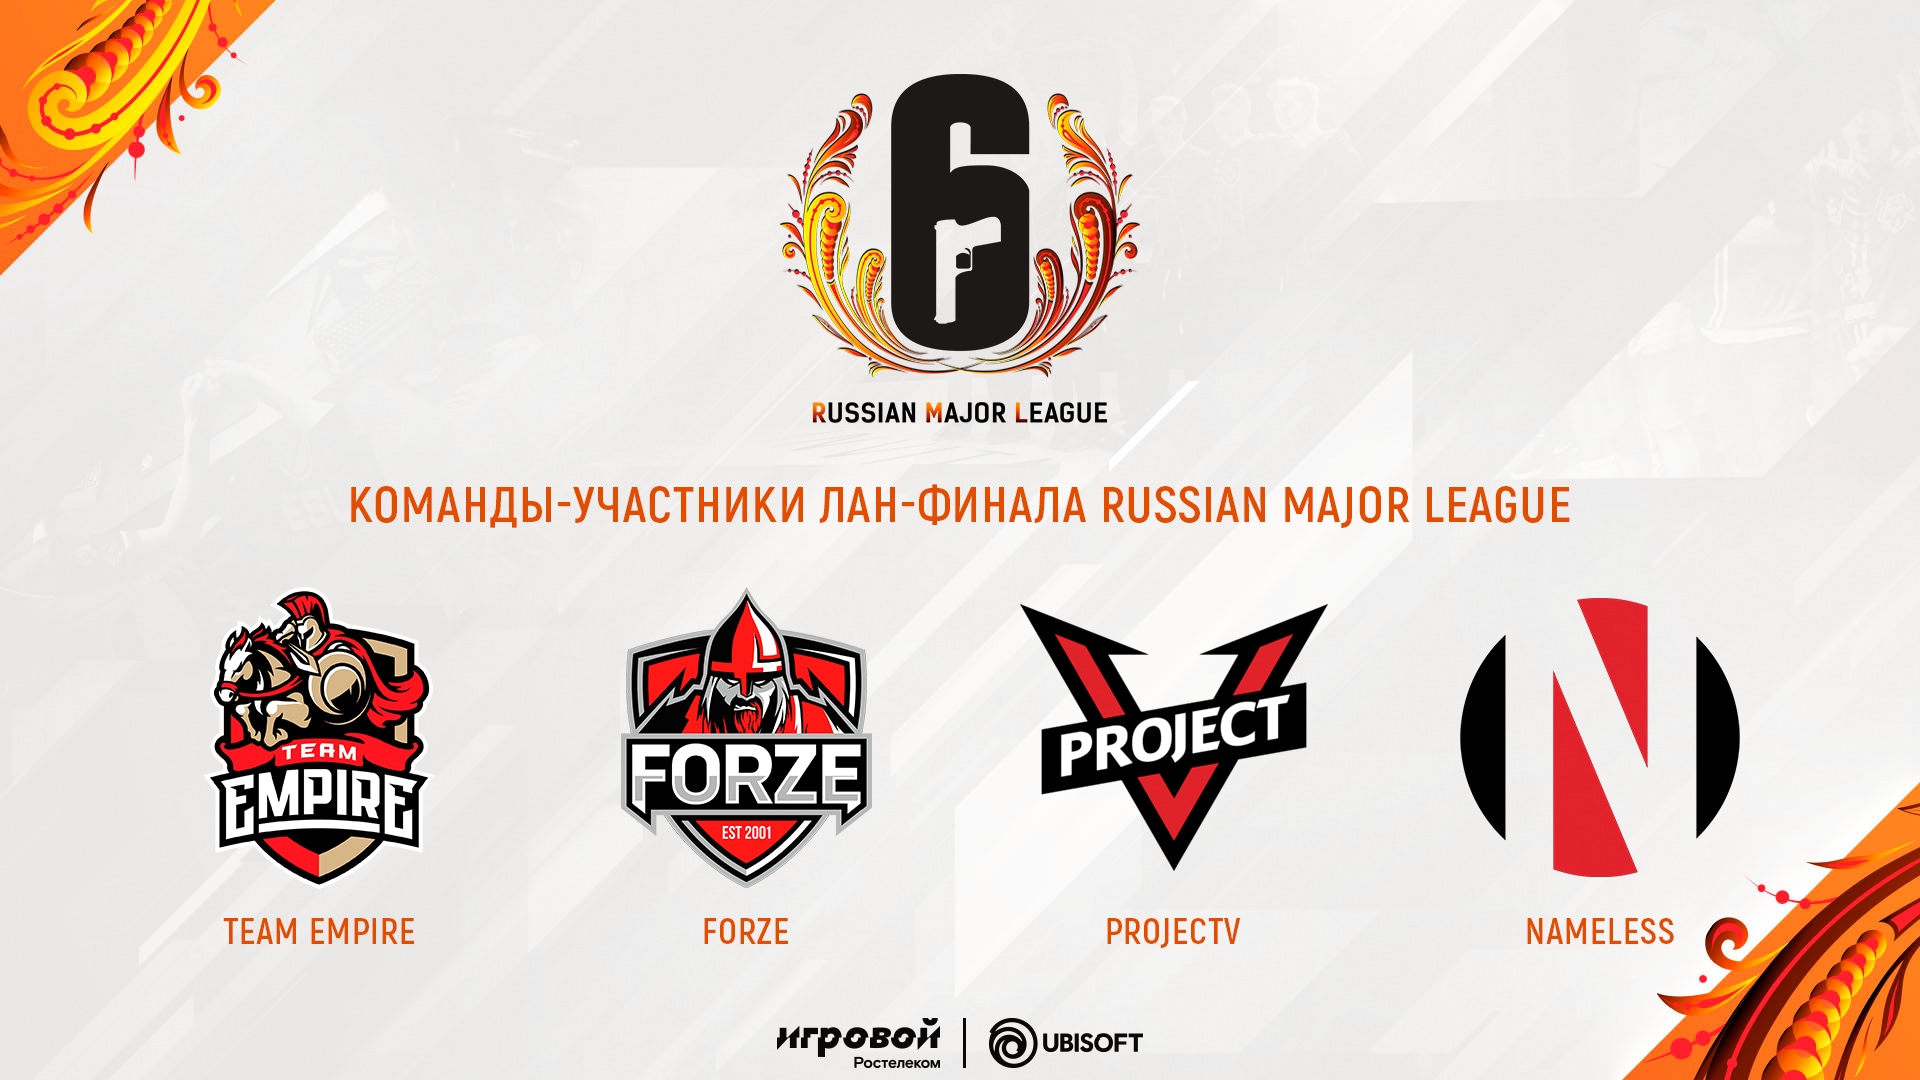 RUSSIAN MAJOR LEAGUE
КОМАНДЫ-УЧАСТНИКИ ЛАН-ФИНАЛА RUSSIAN MAJOR LEAGUE
TEAM
EMPIRE
FORZE
EST 2001
PROJECT
V
N
TEAM EMPIRE
FORZE
PROJECTV
NAMELESS
игровой
Ростелеком
UBISOFT